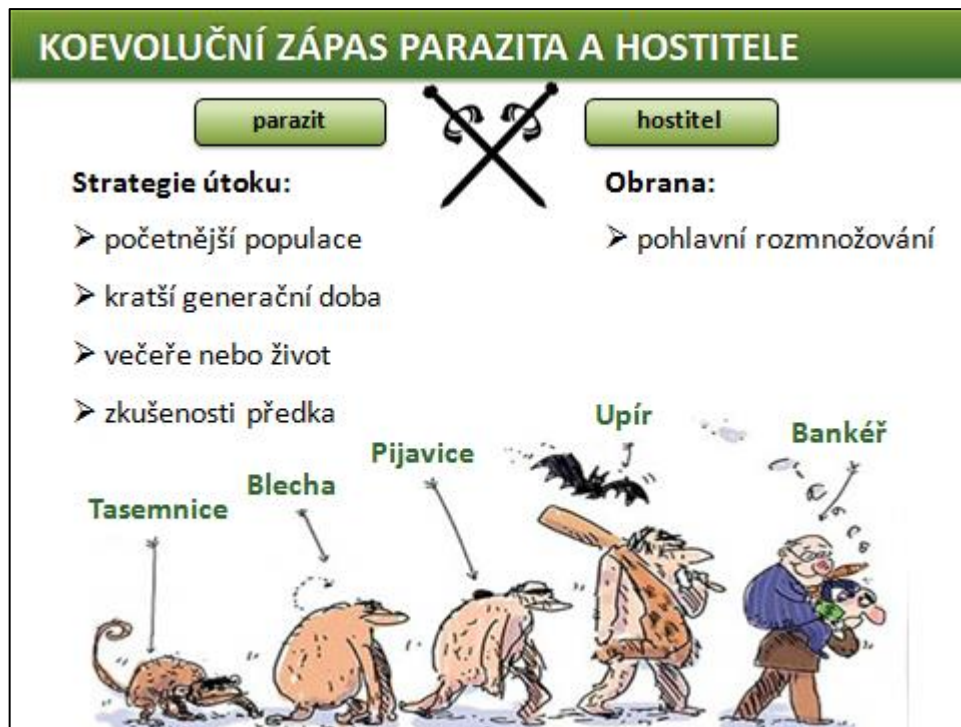 KOEVOLUČNÍ ZÁPAS PARAZITA A HOSTITELE
parazit
hostitel
Strategie útoku:
➢ početnější populace
➢ kratší generační doba
➢ večeře nebo život
➢ zkušenosti předka
Obrana:
➢ pohlavní rozmnožování
Tasemnice
Blecha
Pijavice
Upír
Bankéř